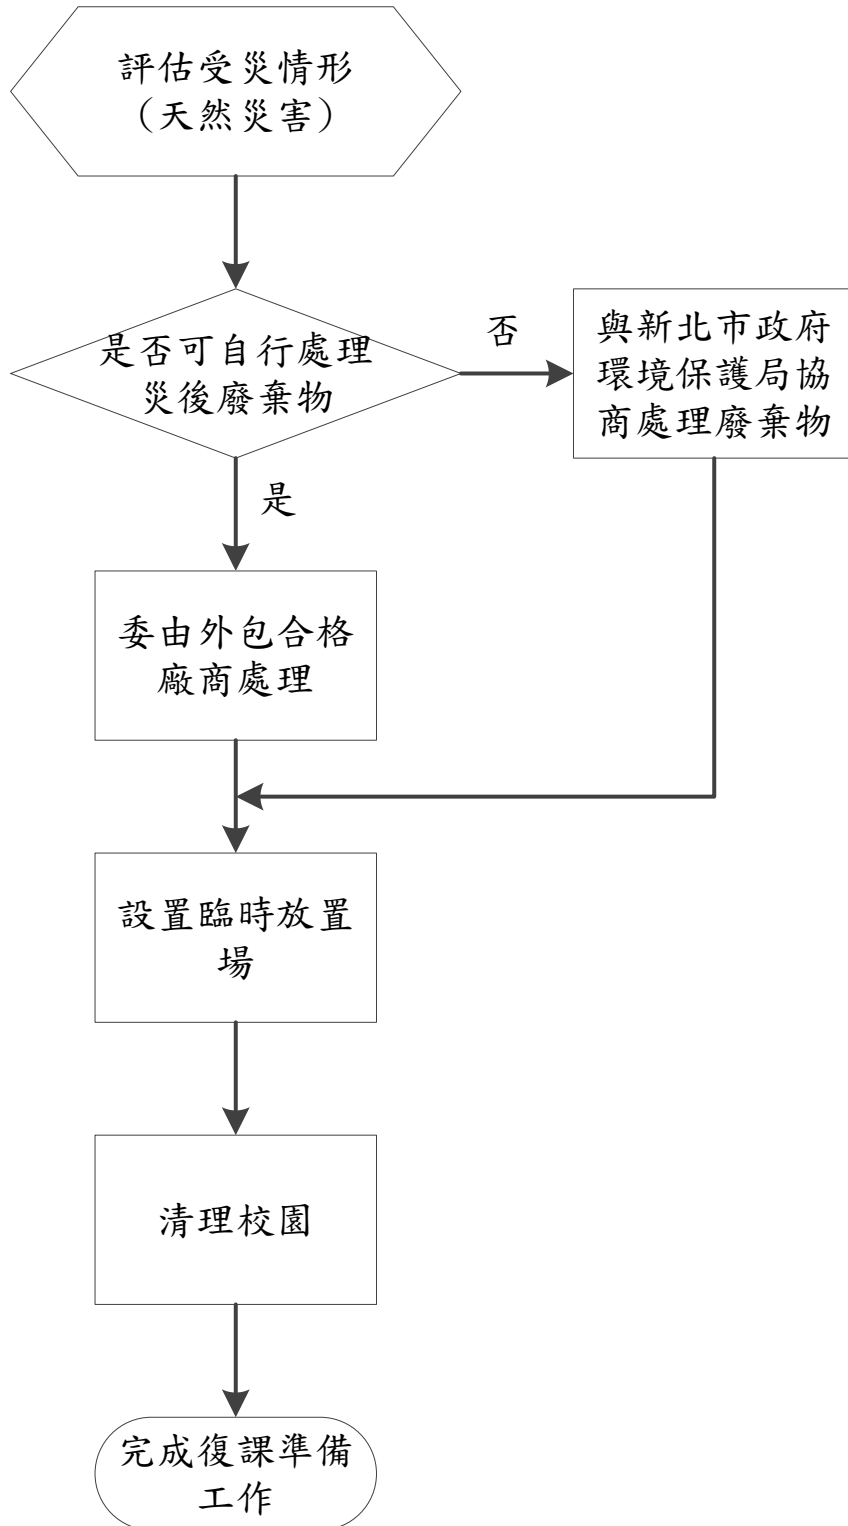 評估受災情形
（天然災害）
是否可自行處理
災後廢棄物
否
與新北市政府
環境保護局協
商處理廢棄物
是
委由外包合格
廠商處理
設置臨時放置
場
清理校園
完成復課準備
工作